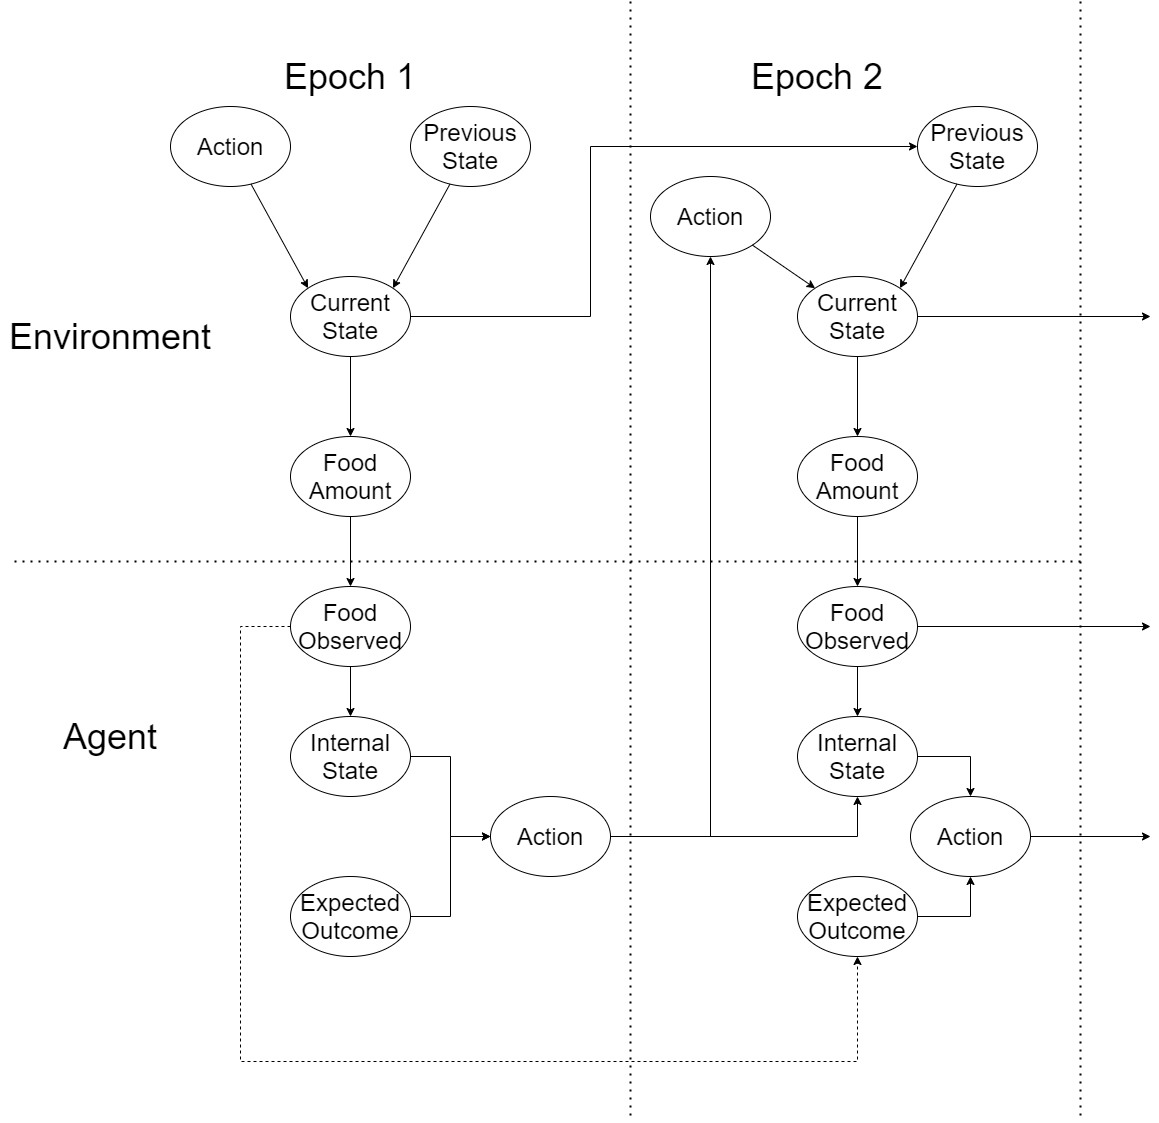 Epoch 1
Epoch 2
Action
Previous
State
Previous
State
Action
Current
State
Current
State
Environment
Food
Amount
Food
Amount
Food
Observed
Food
Observed
Agent
Internal
State
Internal
State
Action
Action
Expected
Outcome
Expected
Outcome